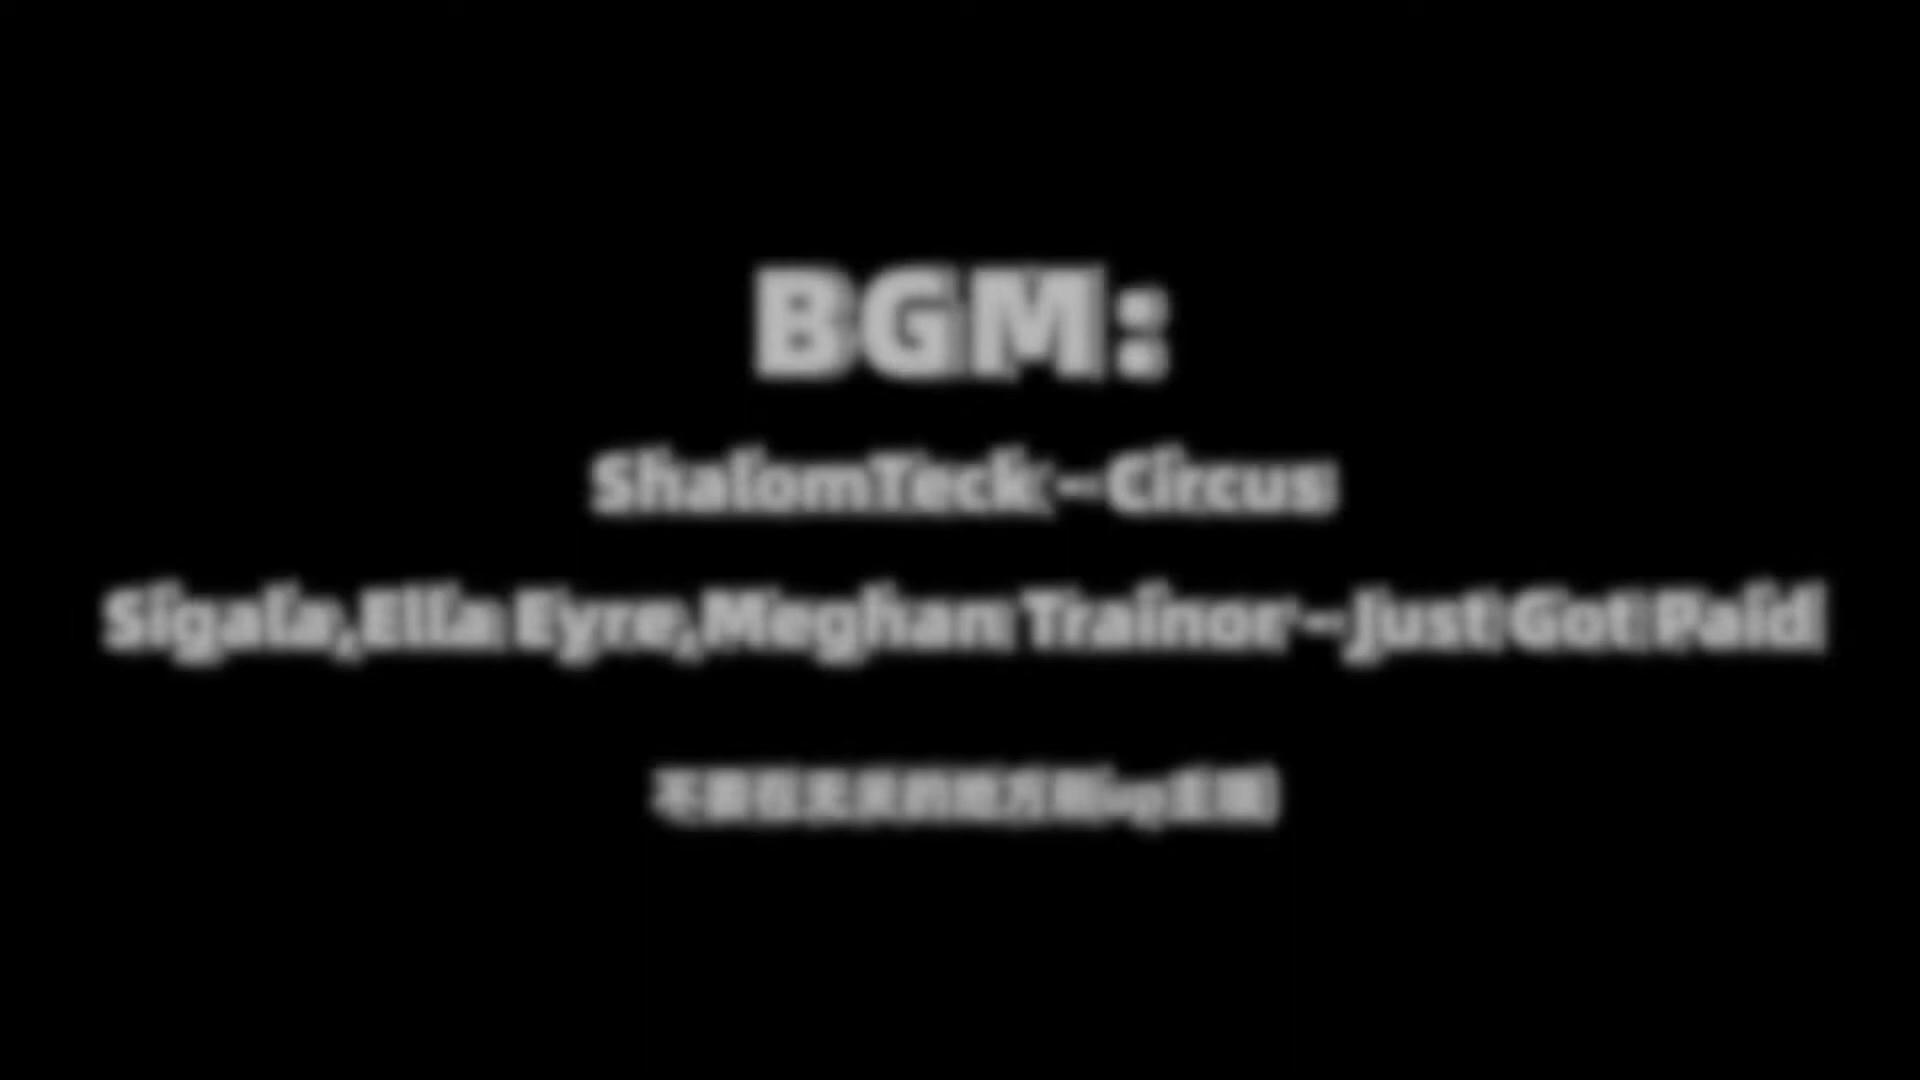 BGM:
ShalomTeck - Circus
Sigala,Ella Eyre,Meghan Trainor - Just Got Paid